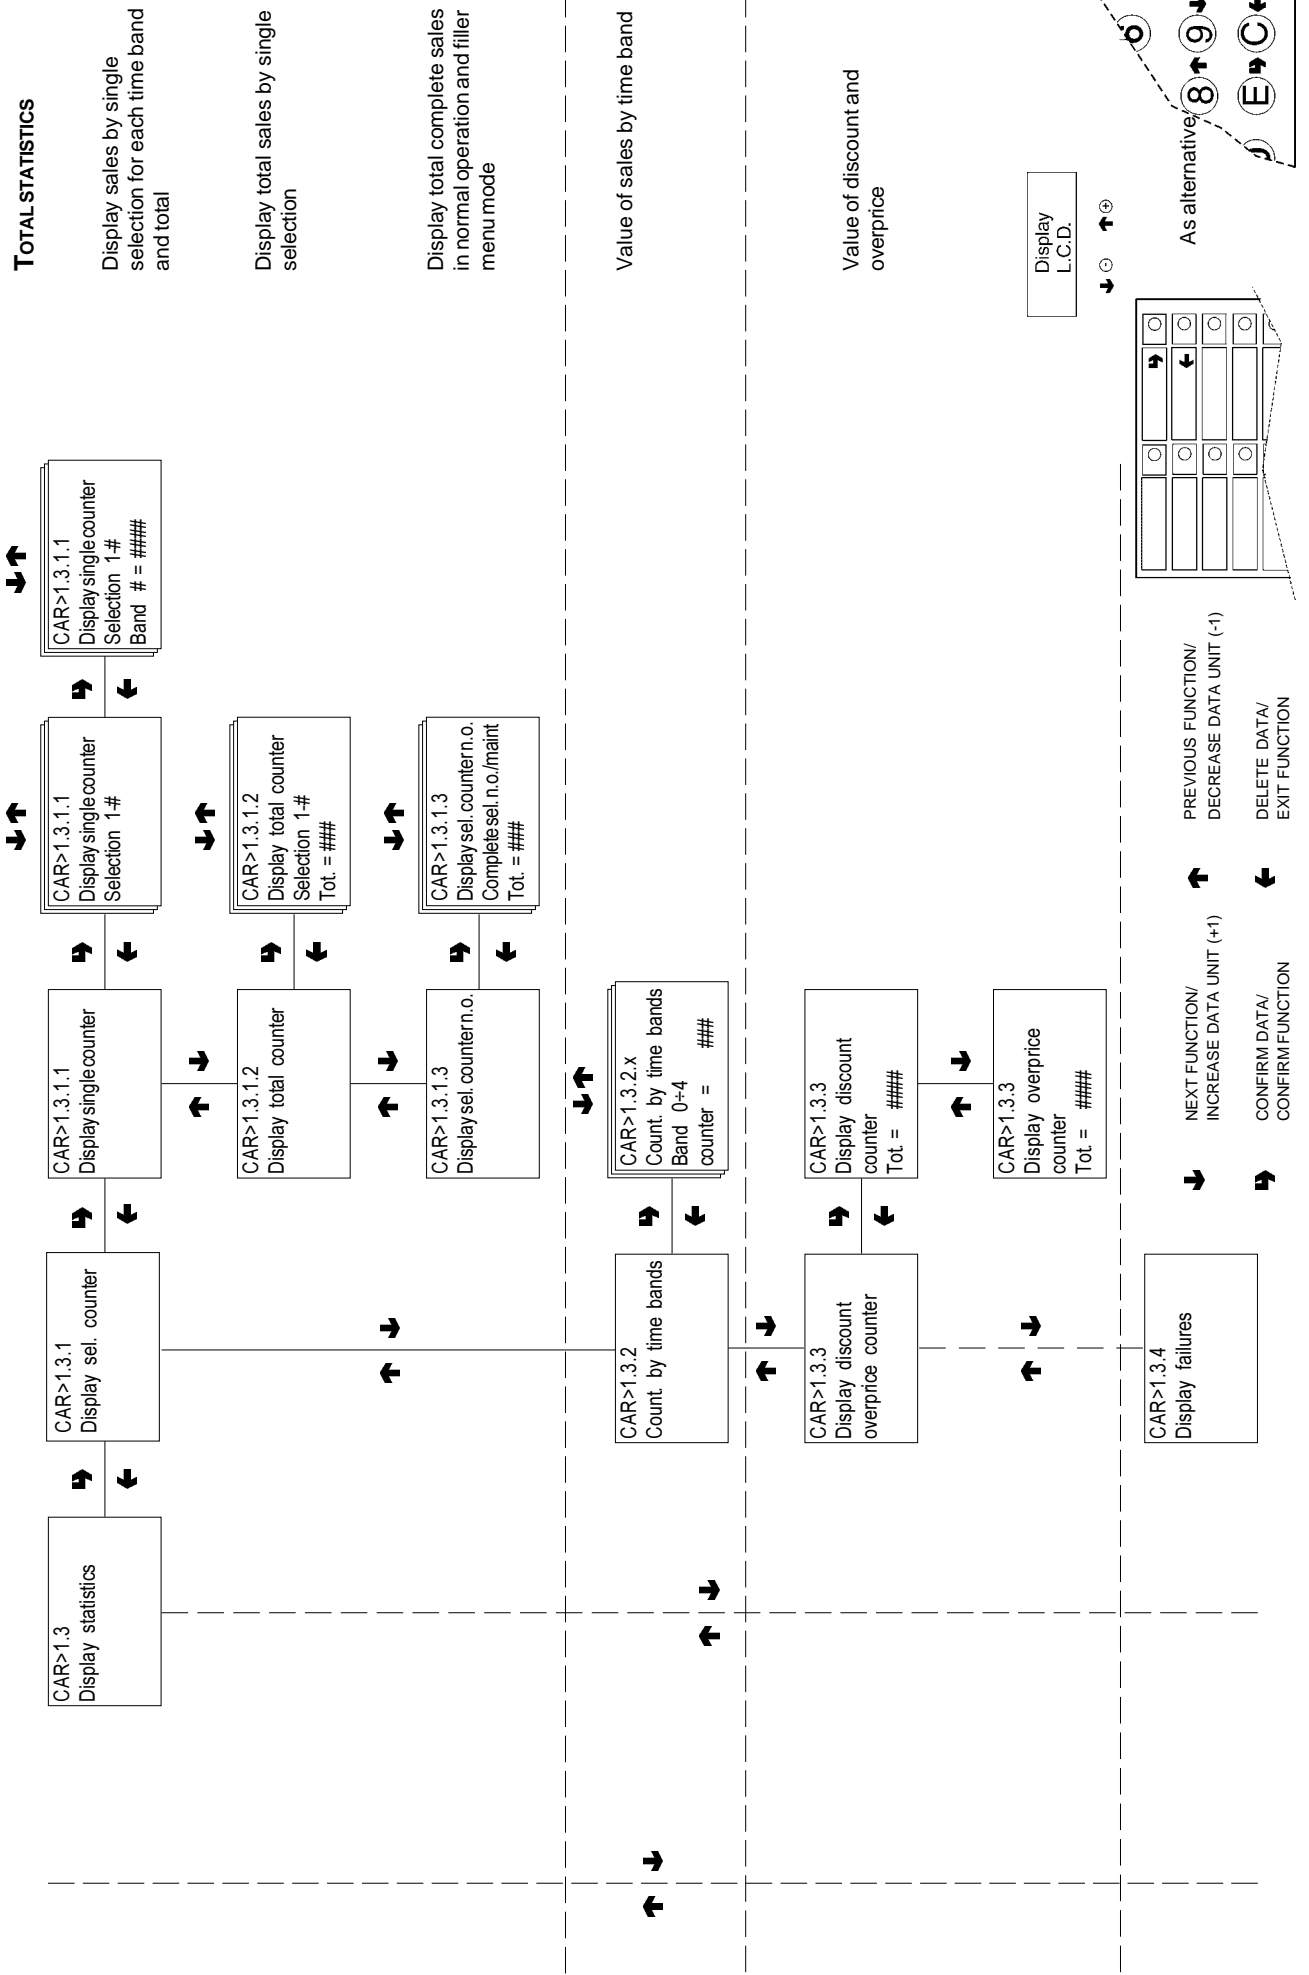 TOTAL STATISTICS
CAR>1.3
Display statistics
CAR>1.3.1
Display sel. counter
CAR>1.3.1.1
Display single counter
CAR>1.3.1.1
Display single counter
Selection 1-#
CAR>1.3.1.1
Display single counter
Selection 1-#
Band # = ####
Display sales by single
selection for each time band
and total
CAR>1.3.1.2
Display total counter
CAR>1.3.1.2
Display total counter
Selection 1-#
Tot. = ###
Display total sales by single
selection
CAR>1.3.1.3
Display sel. counter n.o.
CAR>1.3.1.3
Display sel. counter n.o.
Complete sel. n.o./maint
Tot. = ###
Display total complete sales
in normal operation and filler
menu mode
CAR>1.3.2
Count. by time bands
CAR>1.3.2.x
Count. by time bands
Band 0÷4
counter = ###
Value of sales by time band
CAR>1.3.3
Display discount
overprice counter
CAR>1.3.3
Display discount
counter
Tot. = ####
Value of discount and
overprice
CAR>1.3.3
Display overprice
counter
Tot. = ####
CAR>1.3.4
Display failures
NEXT FUNCTION/
INCREASE DATA UNIT (+1)
PREVIOUS FUNCTION/
DECREASE DATA UNIT (-1)
CONFIRM DATA/
CONFIRM FUNCTION
DELETE DATA/
EXIT FUNCTION
Display
L.C.D.
- +
As alternative
6
8 9
E C